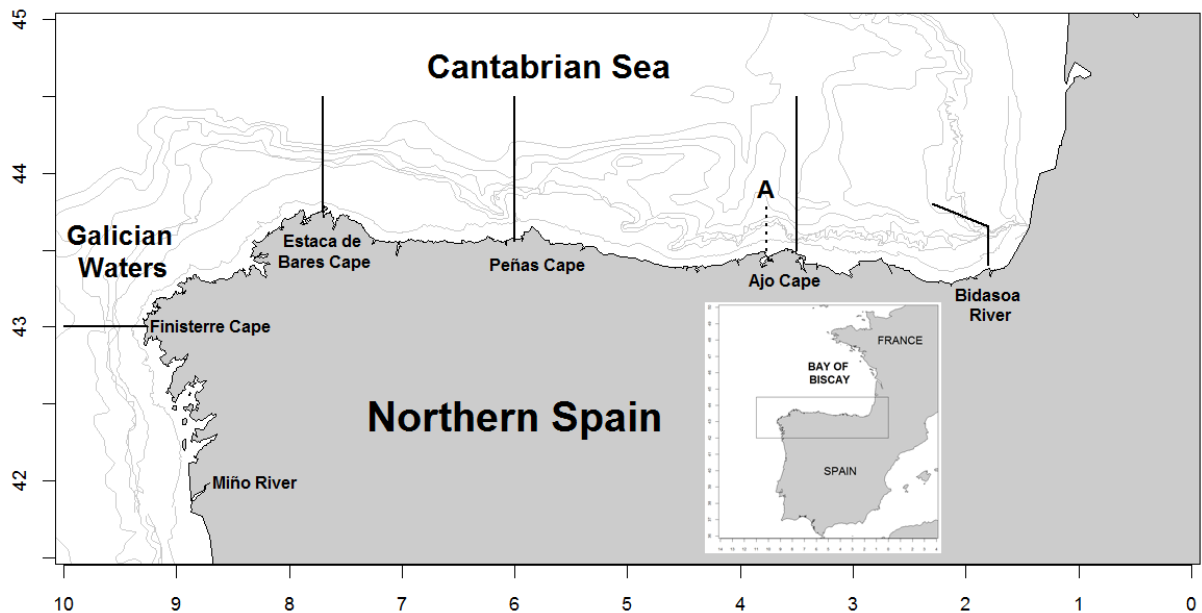 45
44
43
42
Cantabrian Sea
A
Galician
Waters
Estaca de
Bares Cape
Peñas Cape
Ajo Cape
Bidasoa
River
Finisterre Cape
Northern Spain
Miño River
FRANCE
BAY OF
BISCAY
SPAIN
10 9 8 7 6 5 4 3 2 1 0